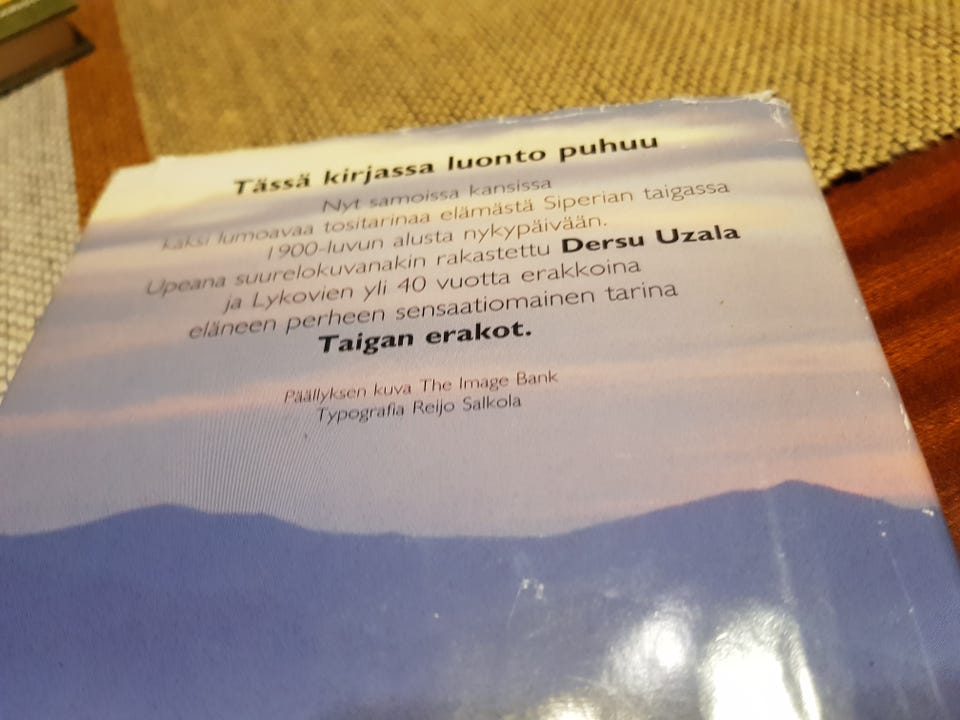 Tässä kirjassa luonto puhuu
Nyt samoissa kansissa
kaksi lumoavaa tositarinaa elämästä Siperian taigassa
1900-luvun alusta nykypäivään.
Upeana suurelokuvanakin rakastettu Dersu Uzala
ja Lykovien yli 40 vuotta erakkoina
eläneen perheen sensaatiomainen tarina
Taigan erakot.
Päällyksen kuva The Image Bank
Typografia Reijo Salkola